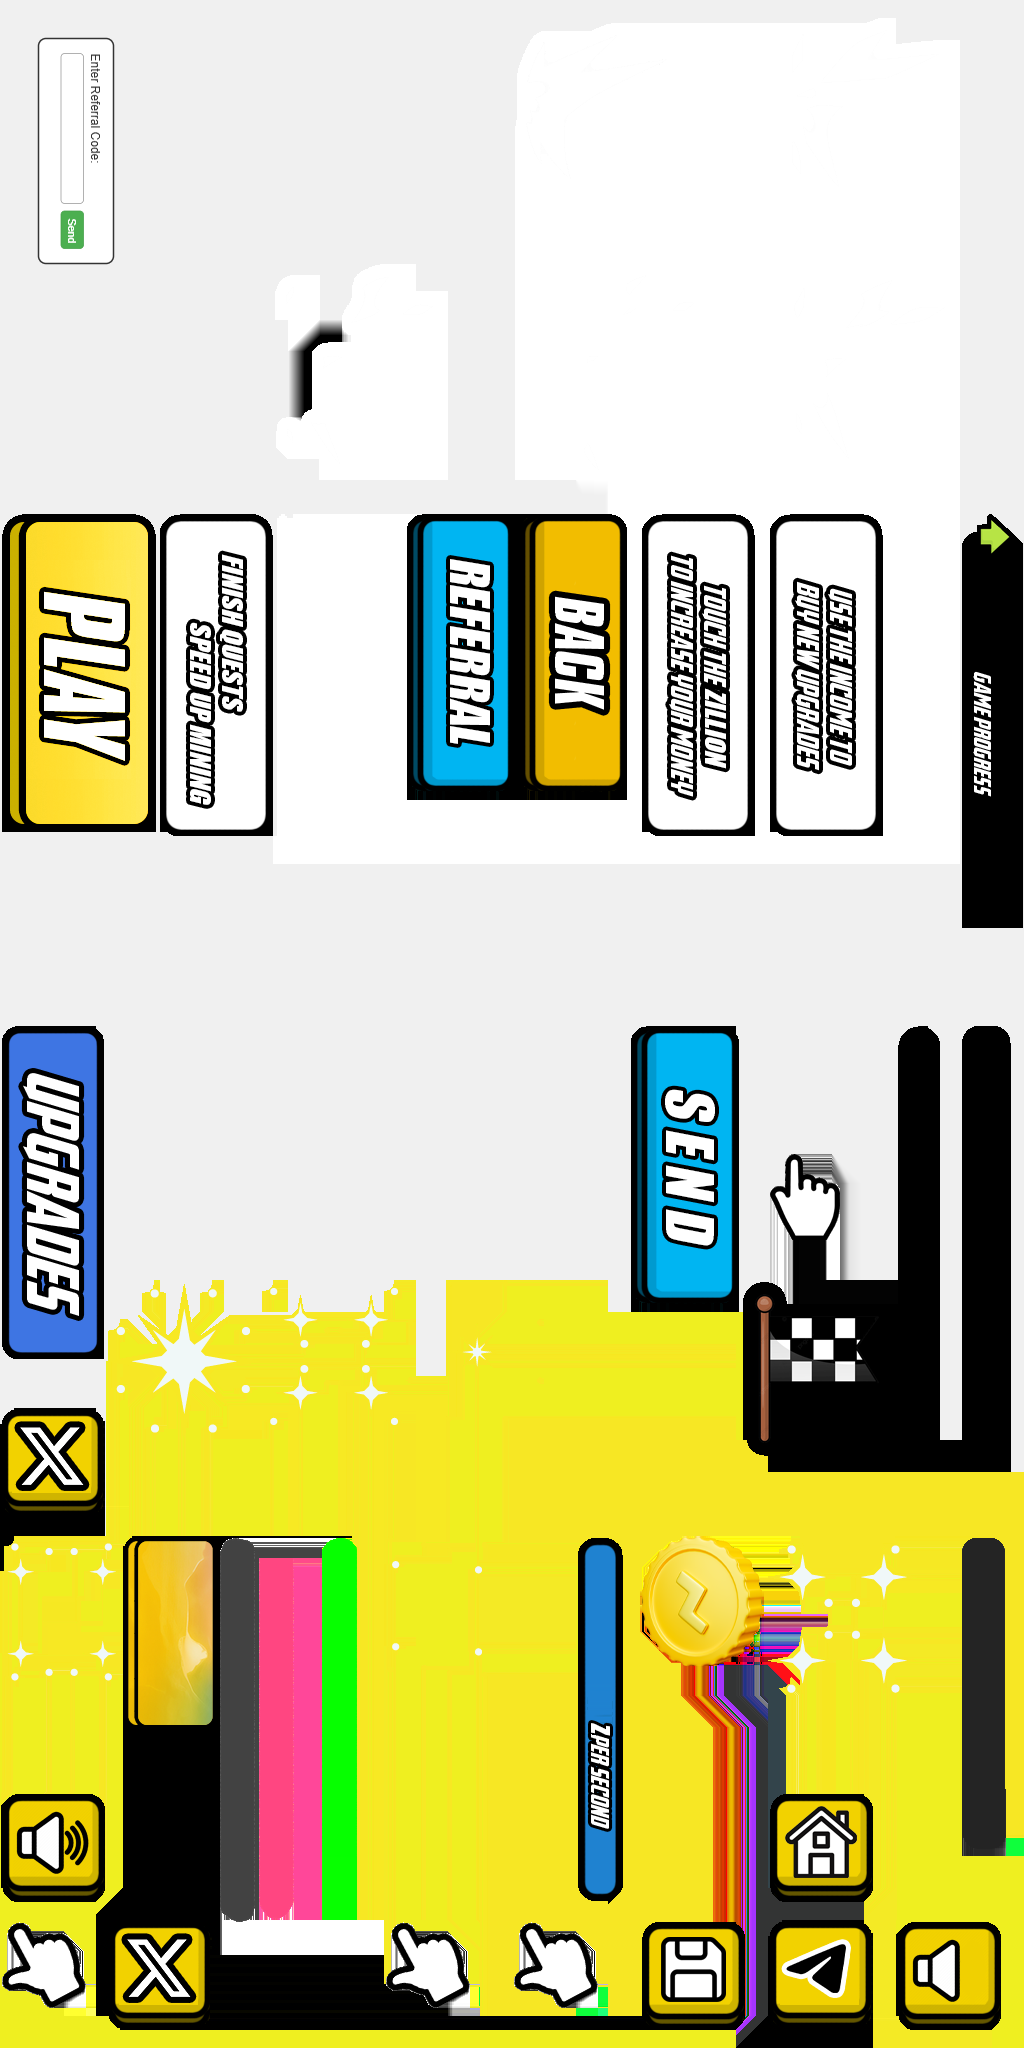 Enter Referral Code:
Send
PLAY
FINISH QUESTS
SPEED UP MINING
REFERRAL
BACK
TOUCH THE ZILLION
TO INCREASE YOUR MONEY
USE THE INCOME TO
BUY NEW UPGRADES
GAME PROGRESS
UPGRADES
SEND
Z PER SECOND